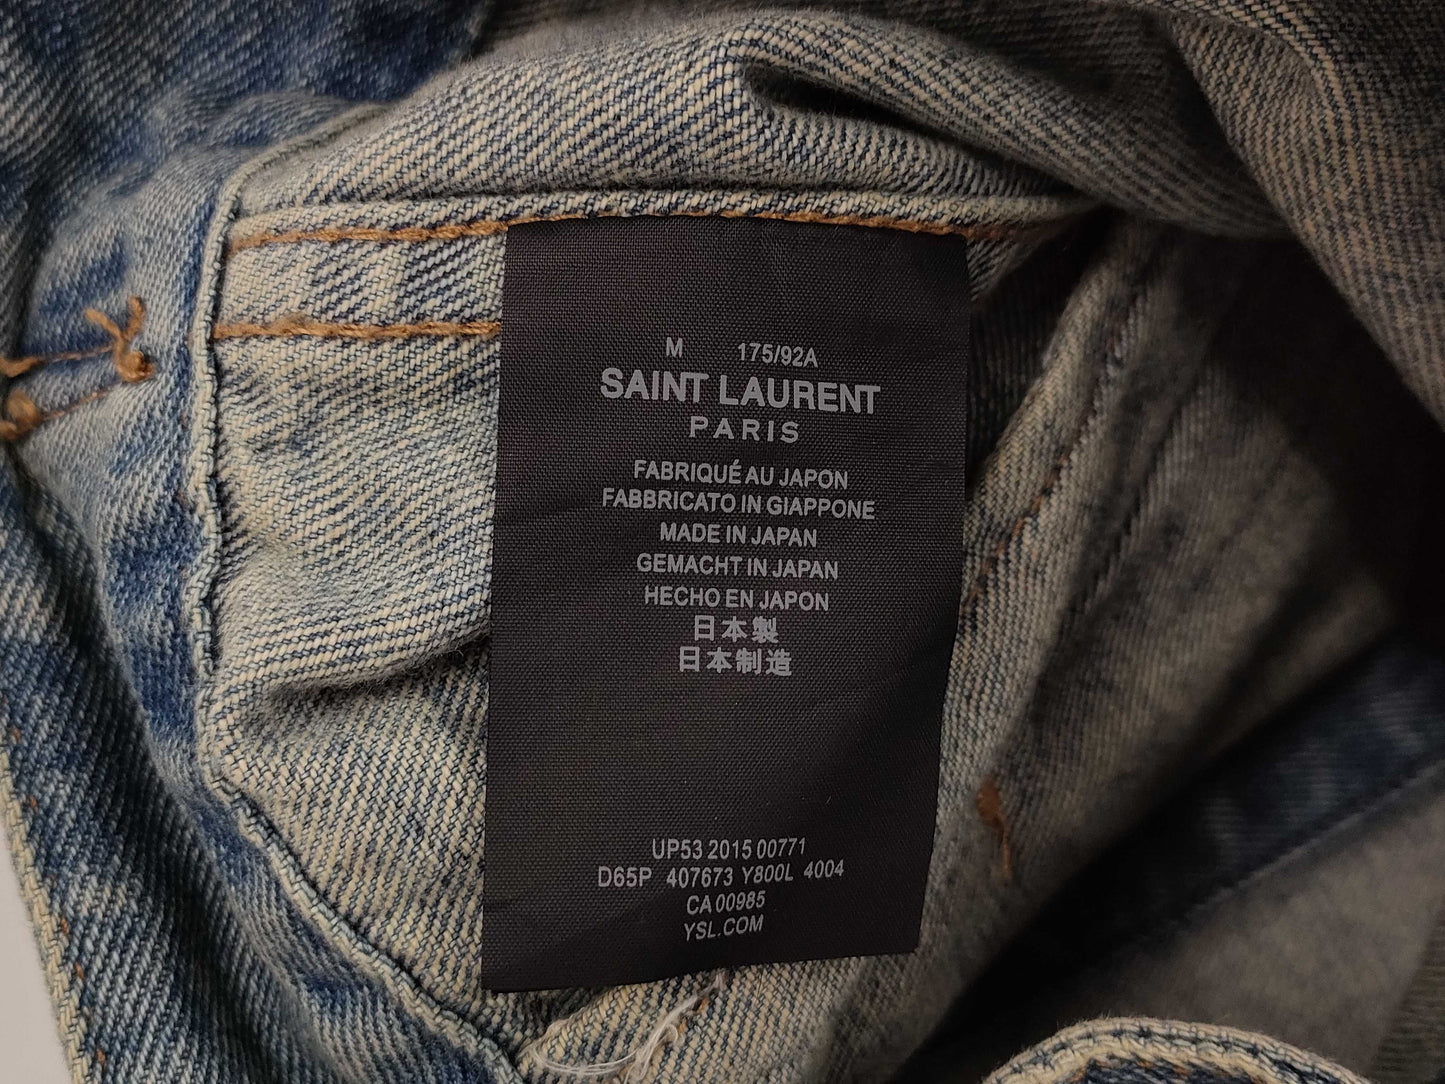 M 175/92A
SAINT LAURENT
PARIS
FABRIQUÉ AU JAPON
FABBRICATO IN GIAPPONE
MADE IN JAPAN
GEMACHT IN JAPAN
HECHO EN JAPON
日本製
日本制造
UP53 2015 00771
D65P 407673 Y800L 4004
CA 00985
YSL.COM